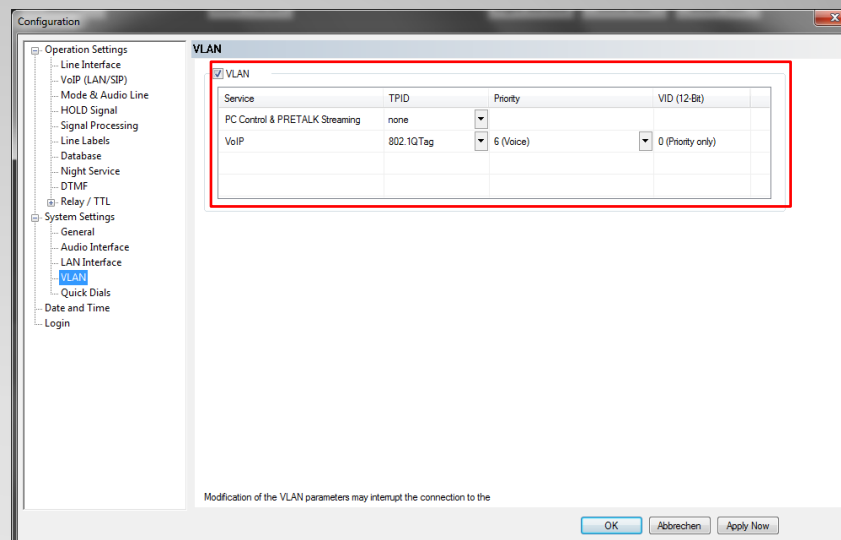 Configuration
Operation Settings
Line Interface
VoIP (LAN/SIP)
Mode & Audio Line
HOLD Signal
Signal Processing
Line Labels
Database
Night Service
DTMF
Relay / TTL
System Settings
General
Audio Interface
LAN Interface
VLAN
Quick Dials
Date and Time
Login
VLAN
VLAN
Service TPID Priority VID (12-Bit)
PC Control & PRETALK Streaming none
VoIP 802.1QTag 6 (Voice) 0 (Priority only)
Modification of the VLAN parameters may interrupt the connection to the
OK Abbrechen Apply Now